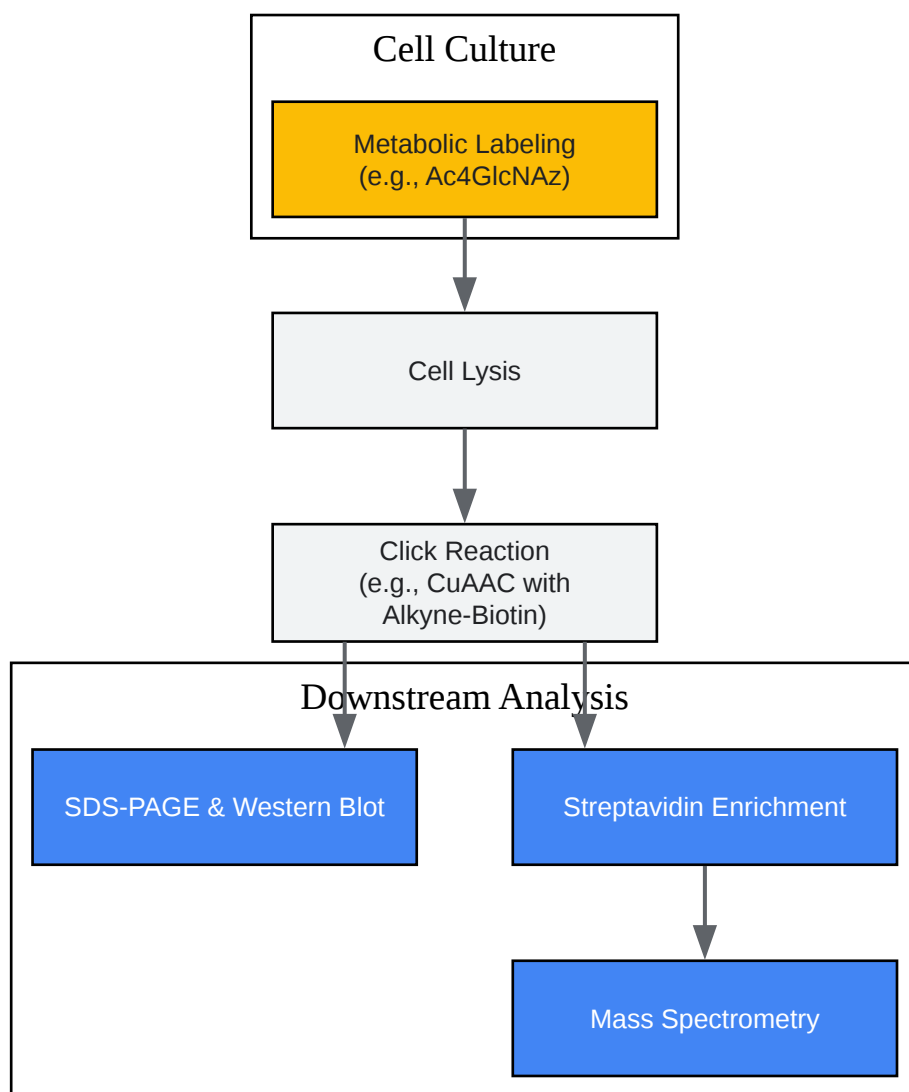 Cell Culture
Metabolic Labeling
(e.g., Ac4GlcNAz)
Cell Lysis
Click Reaction
(e.g., CuAAC with
Alkyne-Biotin)
Downstream Analysis
SDS-PAGE & Western Blot
Streptavidin Enrichment
Mass Spectrometry